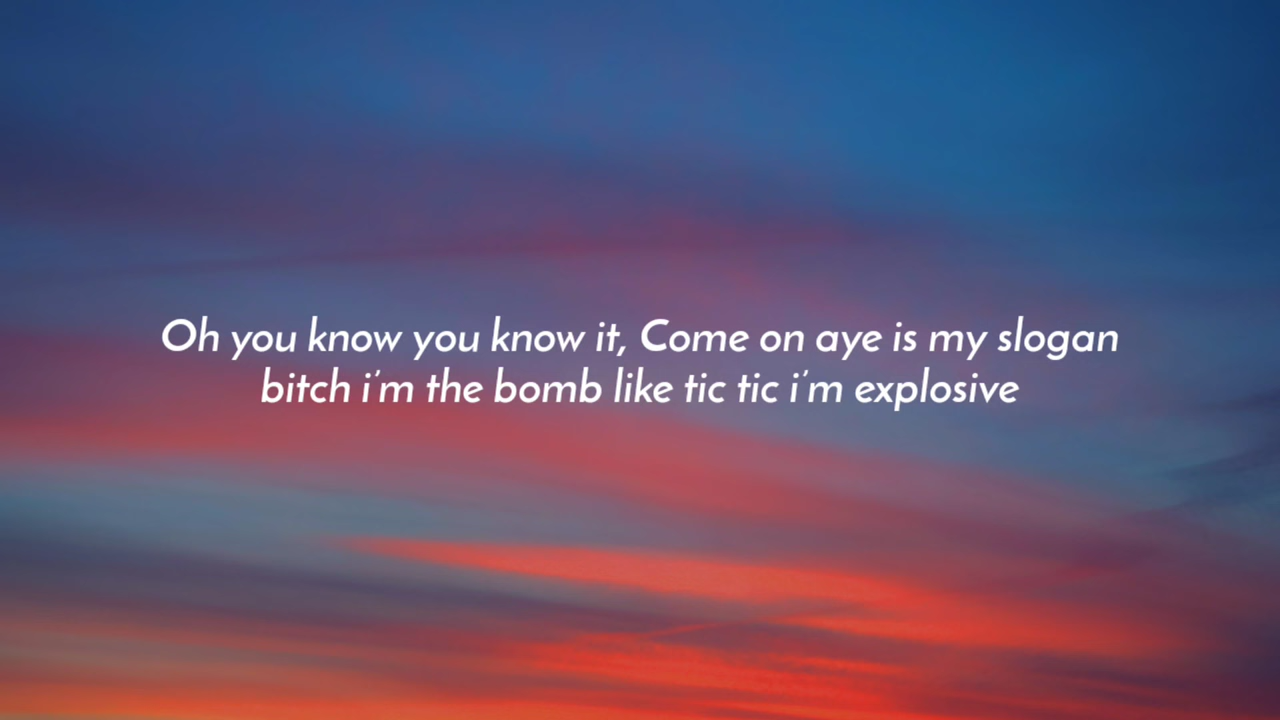 Oh you know you know it, Come on aye is my slogan
bitch i'm the bomb like tic tic i'm explosive